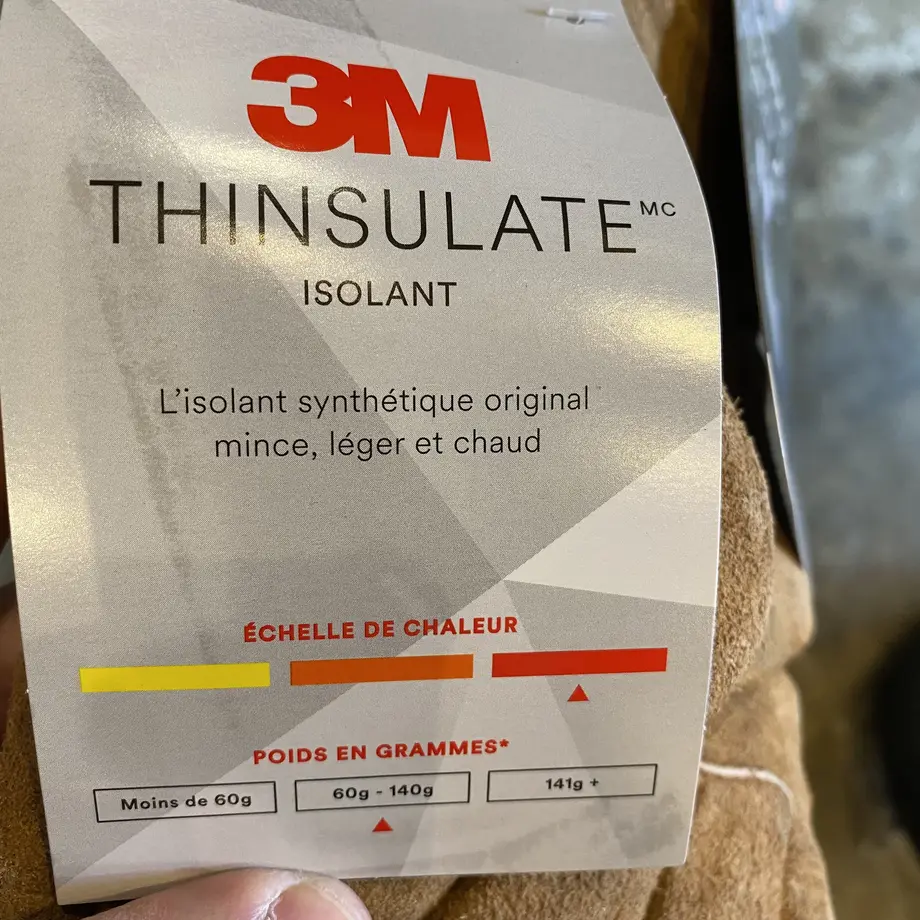 3M
THINSULATE MC
ISOLANT
L'isolant synthétique original
mince, léger et chaud
ÉCHELLE DE CHALEUR
POIDS EN GRAMMES*
Moins de 60g
60g - 140g
141g +